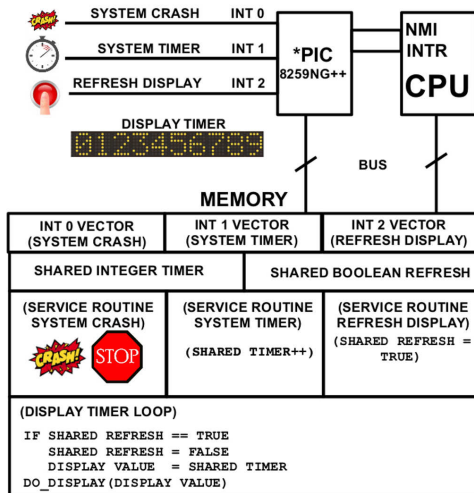 SYSTEM CRASH INT 0
SYSTEM TIMER INT 1
REFRESH DISPLAY INT 2
*PIC
8259NG++
NMI
INTR
CPU
CRASH!
DISPLAY TIMER
0123456789
BUS
MEMORY
INT 0 VECTOR
(SYSTEM CRASH)
INT 1 VECTOR
(SYSTEM TIMER)
INT 2 VECTOR
(REFRESH DISPLAY)
SHARED INTEGER TIMER
SHARED BOOLEAN REFRESH
(SERVICE ROUTINE
SYSTEM CRASH)
CRASH!
STOP
(SERVICE ROUTINE
SYSTEM TIMER)
(SHARED TIMER++)
(SERVICE ROUTINE
REFRESH DISPLAY)
(SHARED REFRESH =
TRUE)
(DISPLAY TIMER LOOP)
IF SHARED REFRESH == TRUE
SHARED REFRESH = FALSE
DISPLAY VALUE = SHARED TIMER
DO_DISPLAY(DISPLAY VALUE)